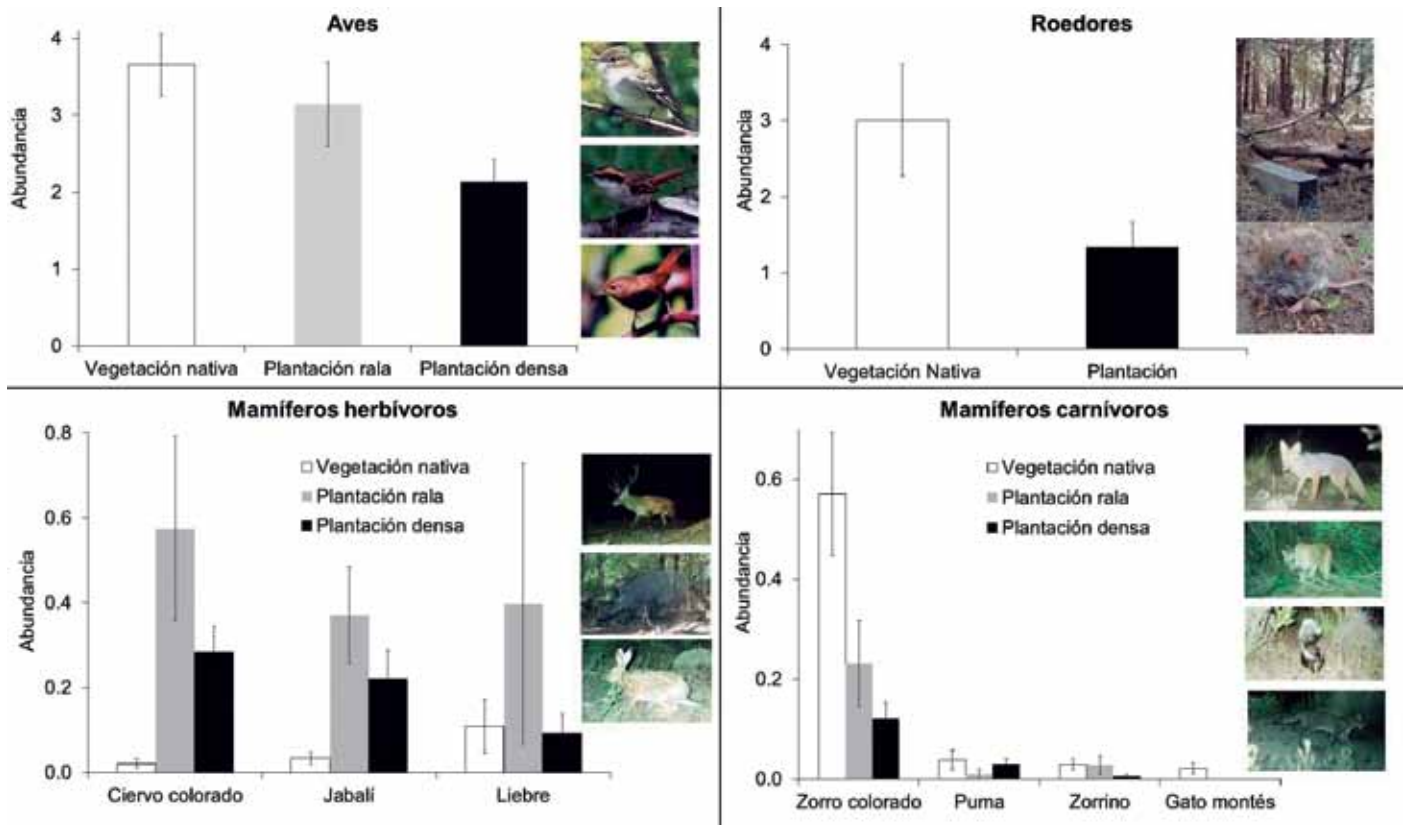 Aves
4
3
2
1
0
Abundancia
Vegetación nativa
Plantación rala
Plantación densa
Roedores
4
3
2
1
0
Abundancia
Vegetación Nativa
Plantación
Mamíferos herbívoros
0.8
0.6
0.4
0.2
0.0
Abundancia
Vegetación nativa
Plantación rala
Plantación densa
Ciervo colorado
Jabalí
Liebre
Mamíferos carnívoros
0.6
0.4
0.2
0.0
Abundancia
Vegetación nativa
Plantación rala
Plantación densa
Zorro colorado
Puma
Zorrino
Gato montés